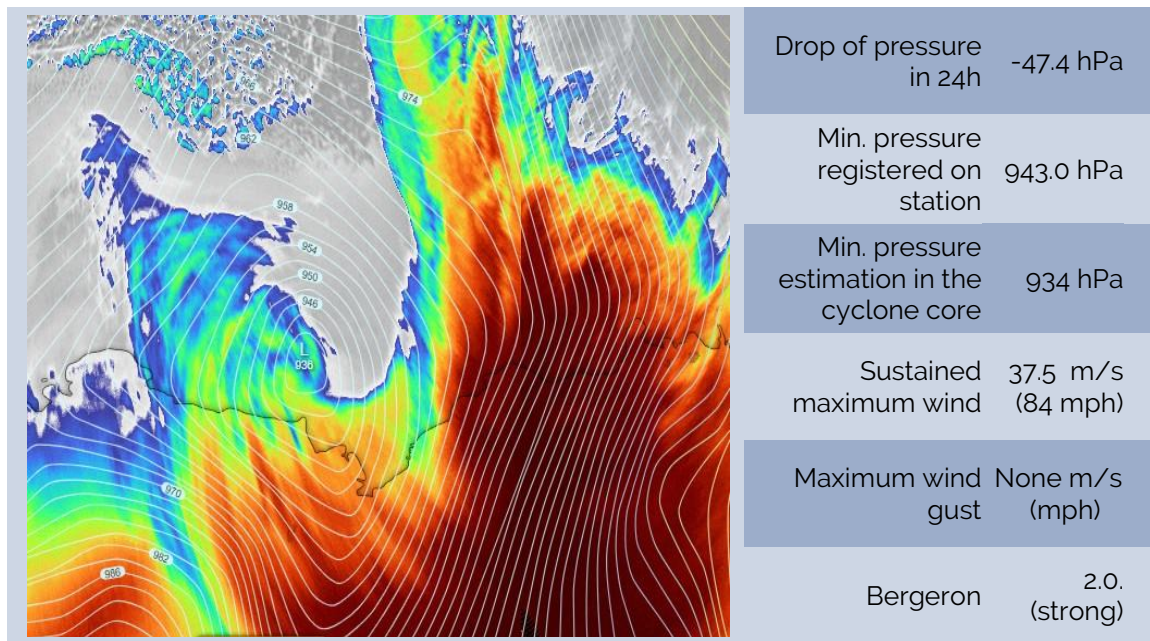 966
974
962
958
954
950
946
L
936
970
982
986
Drop of pressure
in 24h
-47.4 hPa
Min. pressure
registered on
station
943.0 hPa
Min. pressure
estimation in the
cyclone core
934 hPa
Sustained
maximum wind
37.5 m/s
(84 mph)
Maximum wind
gust
None m/s
(mph)
Bergeron
2.0.
(strong)